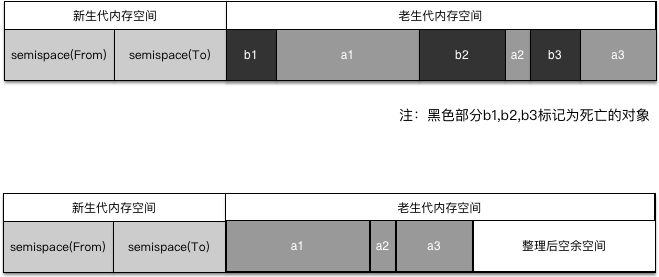 新生代内存空间 老生代内存空间
semispace(From) semispace(To) b1 a1 b2 a2 b3 a3
注：黑色部分b1,b2,b3标记为死亡的对象
新生代内存空间 老生代内存空间
semispace(From) semispace(To) a1 a2 a3 整理后空余空间